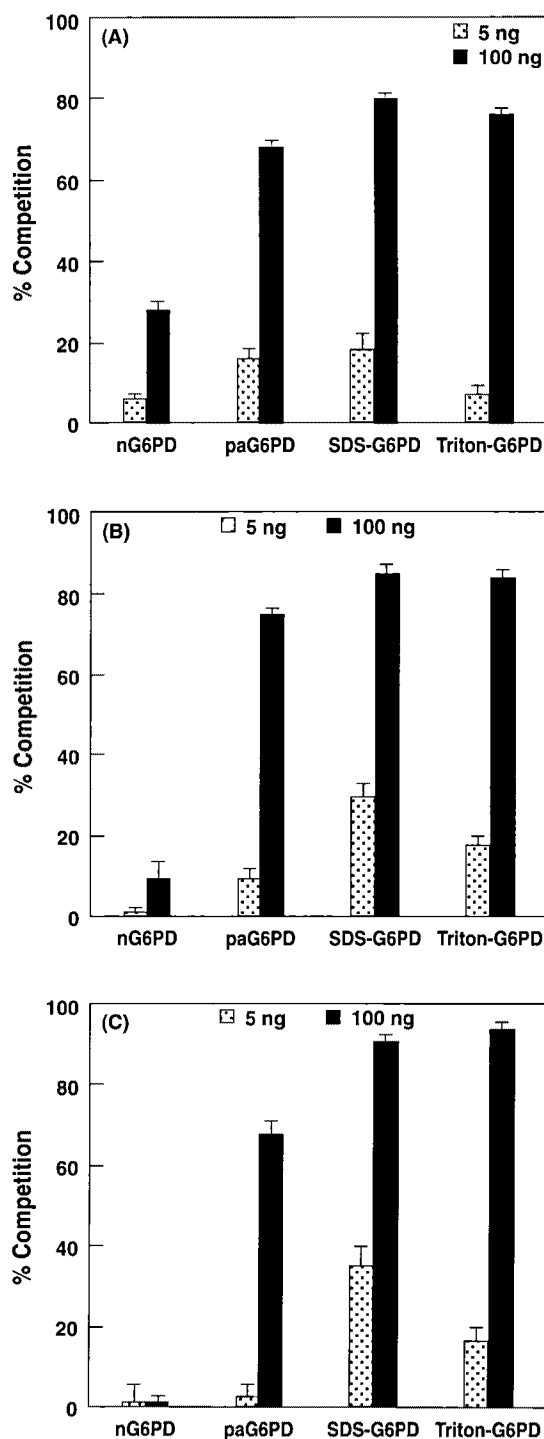 100
(A)
5 ng
100 ng
80
60
40
20
0
% Competition
nG6PD paG6PD SDS-G6PD Triton-G6PD
100
(B) 5 ng 100 ng
80
60
40
20
0
% Competition
nG6PD paG6PD SDS-G6PD Triton-G6PD
100
(C) 5 ng 100 ng
80
60
40
20
0
% Competition
nG6PD paG6PD SDS-G6PD Triton-G6PD